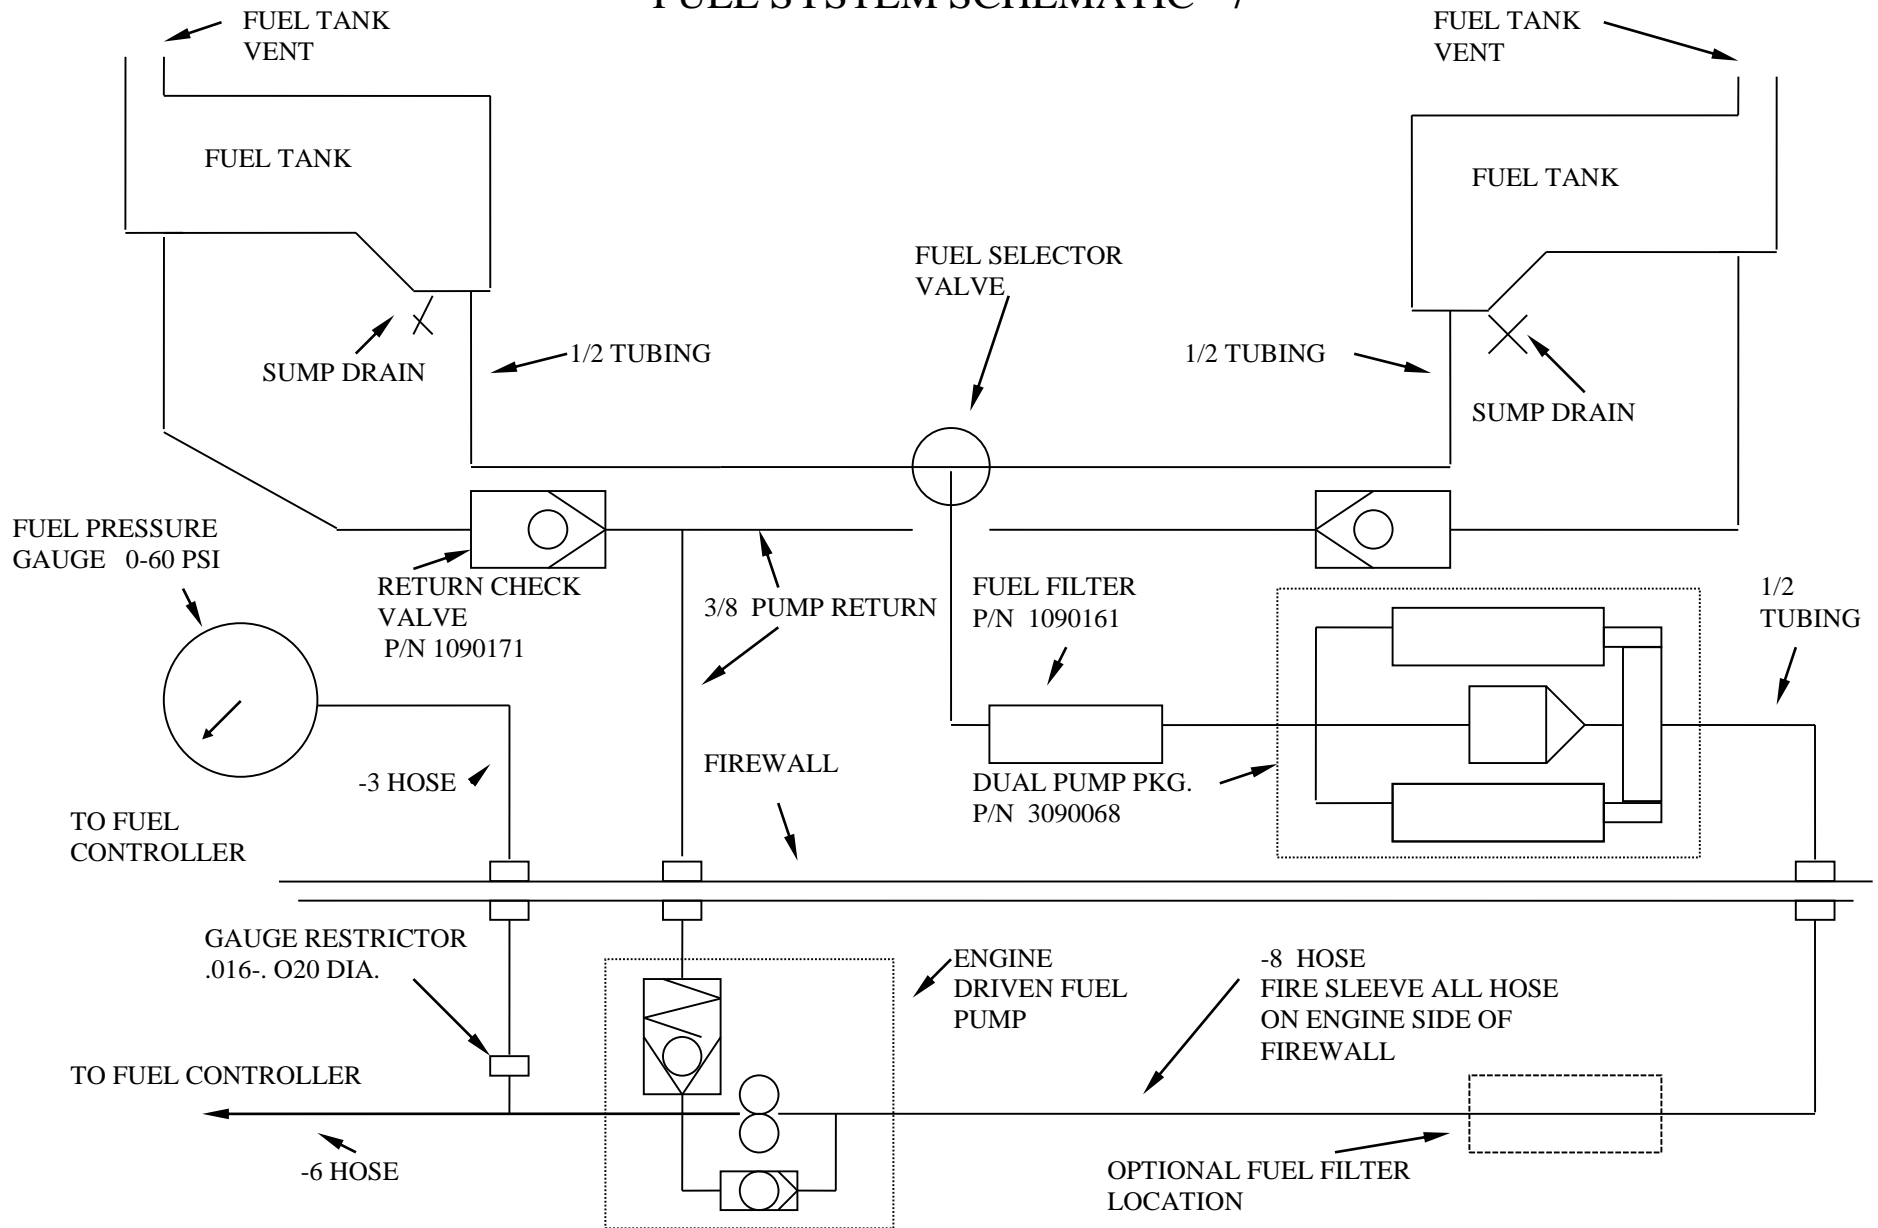 FUEL SYSTEM SCHEMATIC
FUEL TANK
VENT
FUEL TANK
VENT
FUEL TANK
FUEL TANK
FUEL SELECTOR
VALVE
1/2 TUBING
1/2 TUBING
SUMP DRAIN
SUMP DRAIN
FUEL PRESSURE
GAUGE 0-60 PSI
RETURN CHECK
VALVE
P/N 1090171
3/8 PUMP RETURN
FUEL FILTER
P/N 1090161
1/2
TUBING
FIREWALL
-3 HOSE
DUAL PUMP PKG.
P/N 3090068
TO FUEL
CONTROLLER
GAUGE RESTRICTOR
.016-. O20 DIA.
ENGINE
DRIVEN FUEL
PUMP
-8 HOSE
FIRE SLEEVE ALL HOSE
ON ENGINE SIDE OF
FIREWALL
TO FUEL CONTROLLER
-6 HOSE
OPTIONAL FUEL FILTER
LOCATION